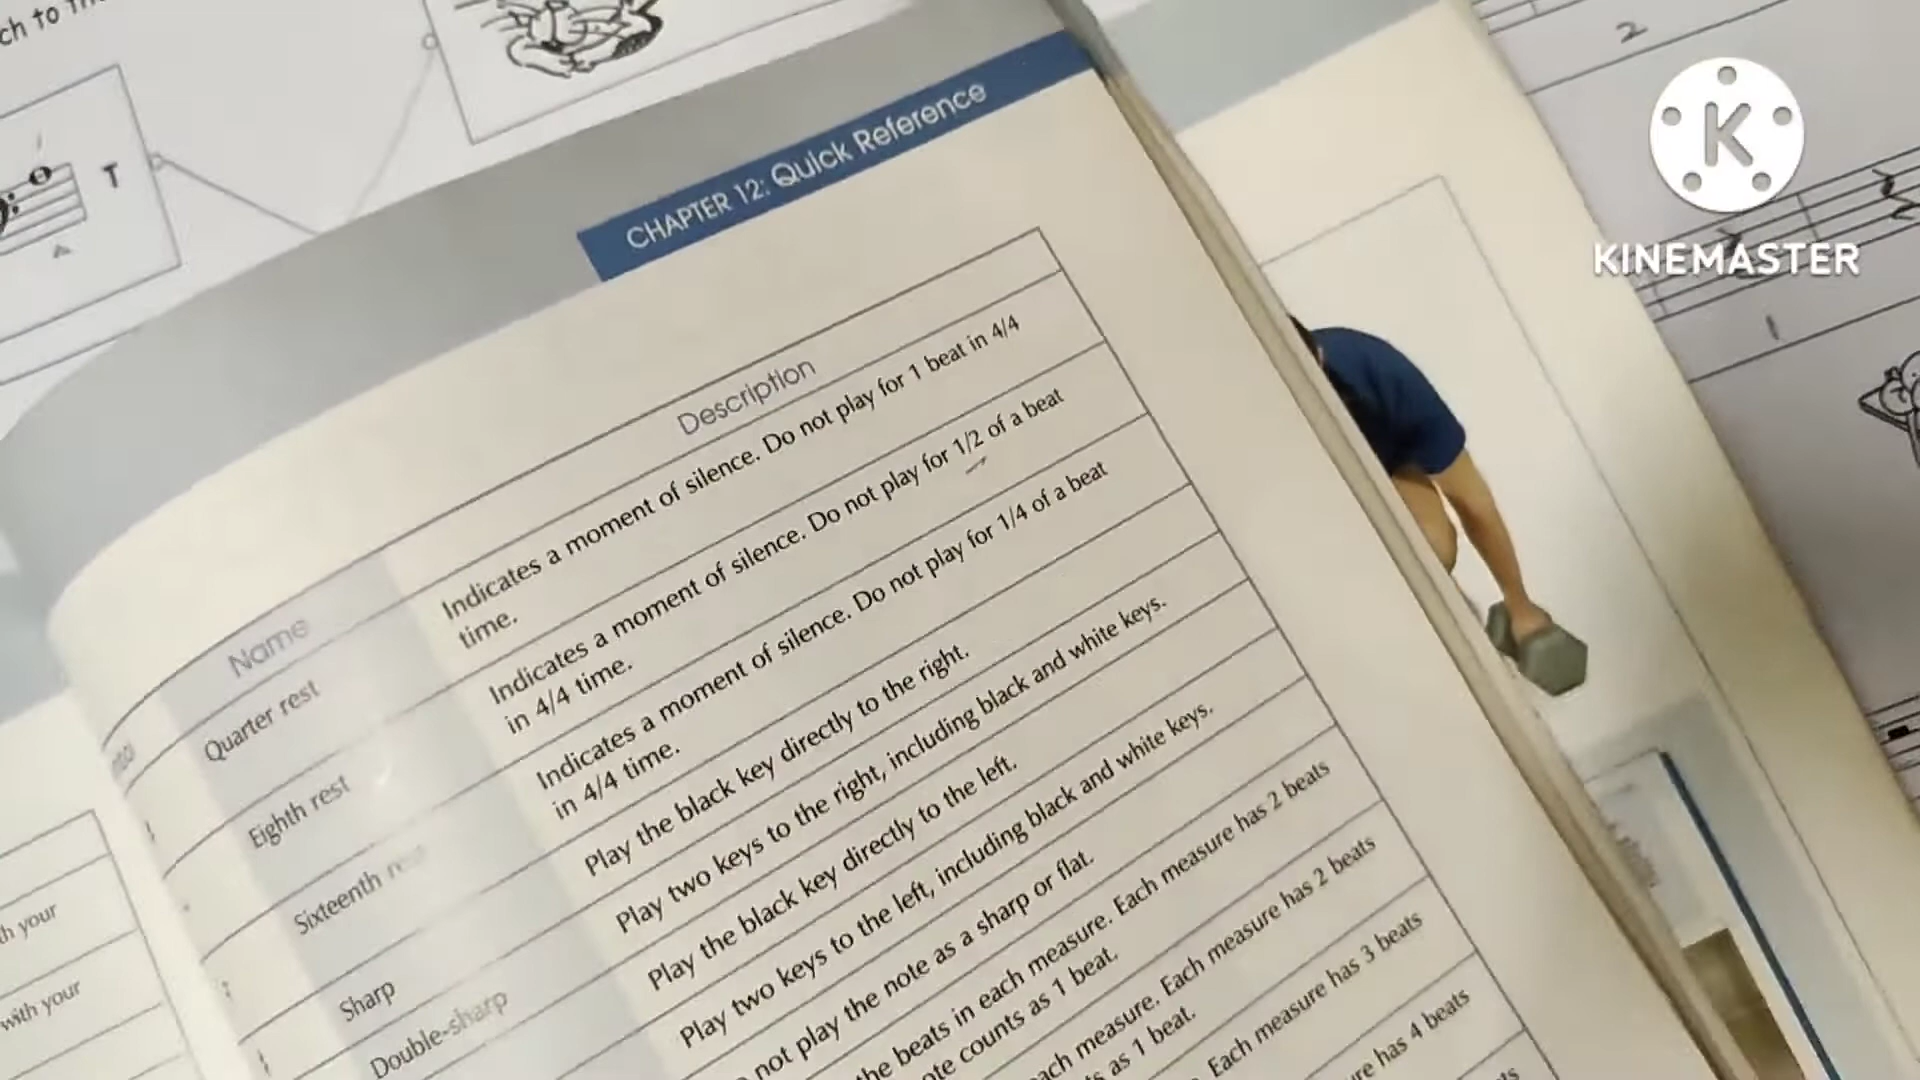 ch to
T
2
KINEMASTER
CHAPTER 12: Quick Reference
Name
Description
Quarter rest
Indicates a moment of silence. Do not play for 1 beat in 4/4
time.
Eighth rest
Indicates a moment of silence. Do not play for 1/2 of a beat
in 4/4 time.
Sixteenth
Indicates a moment of silence. Do not play for 1/4 of a beat
in 4/4 time.
Sharp
Play the black key directly to the right.
Double-sharp
Play two keys to the right, including black and white keys.
Play the black key directly to the left.
Play two keys to the left, including black and white keys.
not play the note as a sharp or flat.
the beats in each measure. Each measure has 2 beats
counts as 1 beat.
each measure. Each measure has 2 beats
as 1 beat.
Each measure has 3 beats
has 4 beats
your
with your
1